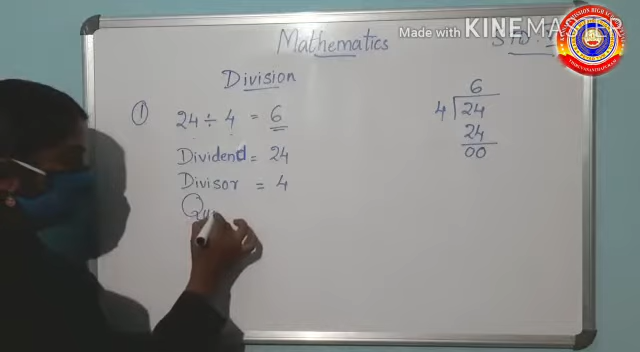 Made with KINEMASTER
Mathematics
STD:
Division
① 24 ÷ 4 = 6
Dividend = 24
Divisor = 4
Qu
6
4 24
24
00